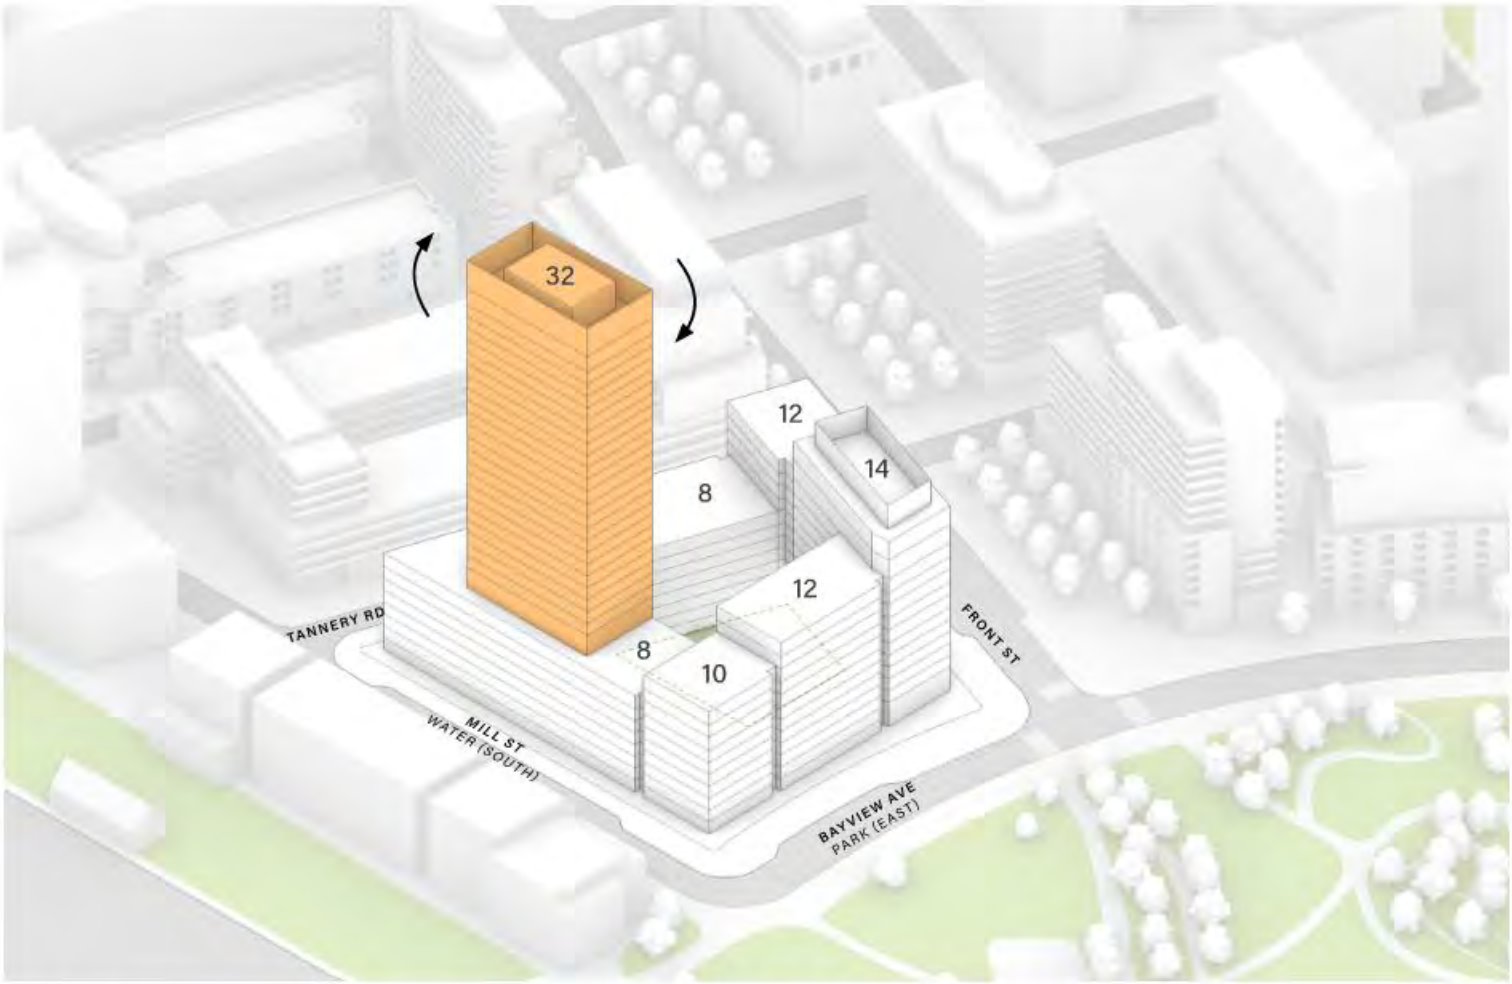 32
12
14
8
12
8
10
TANNERY RD
FRONT ST
MILL ST
WATER (SOUTH)
BAYVIEW AVE
PARK (EAST)